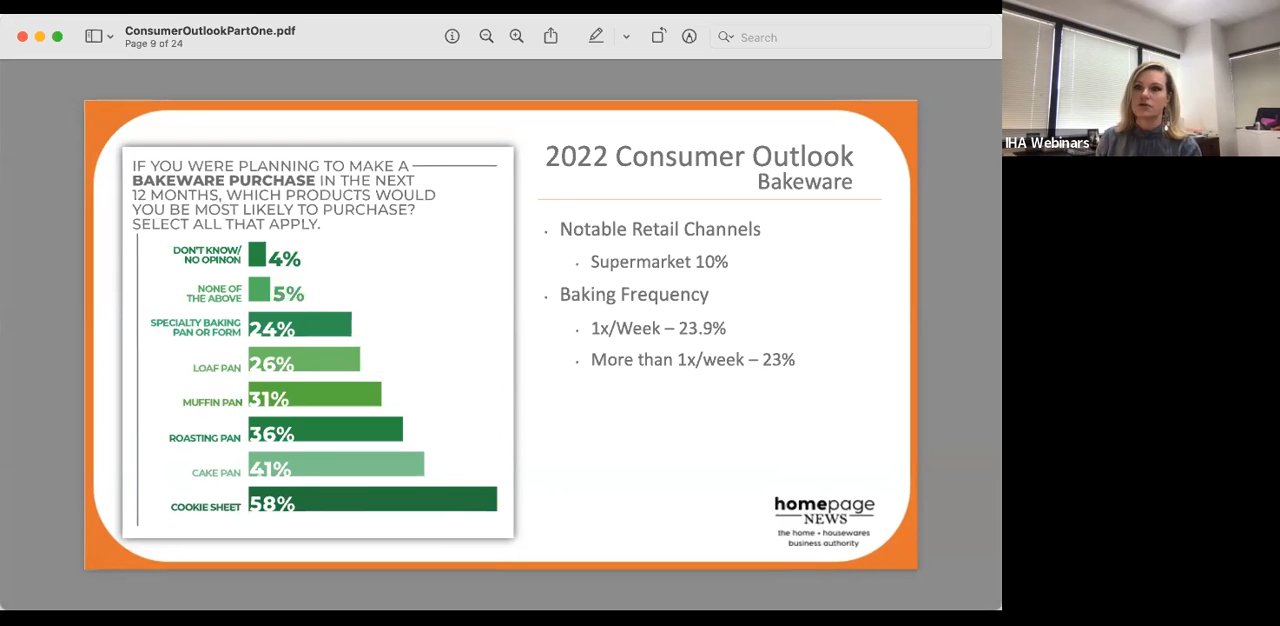 ConsumerOutlookPartOne.pdf
Page 9 of 24
Search
IHA Webinars
IF YOU WERE PLANNING TO MAKE A
BAKEWARE PURCHASE IN THE NEXT
12 MONTHS, WHICH PRODUCTS WOULD
YOU BE MOST LIKELY TO PURCHASE?
SELECT ALL THAT APPLY.
DON'T KNOW/
NO OPINON
4%
NONE OF
THE ABOVE
5%
SPECIALTY BAKING
PAN OR FORM
24%
LOAF PAN
26%
MUFFIN PAN
31%
ROASTING PAN
36%
CAKE PAN
41%
COOKIE SHEET
58%
2022 Consumer Outlook
Bakeware
· Notable Retail Channels
· Supermarket 10%
· Baking Frequency
· 1x/Week – 23.9%
· More than 1x/week – 23%
homepage
NEWS
the home + housewares
business authority